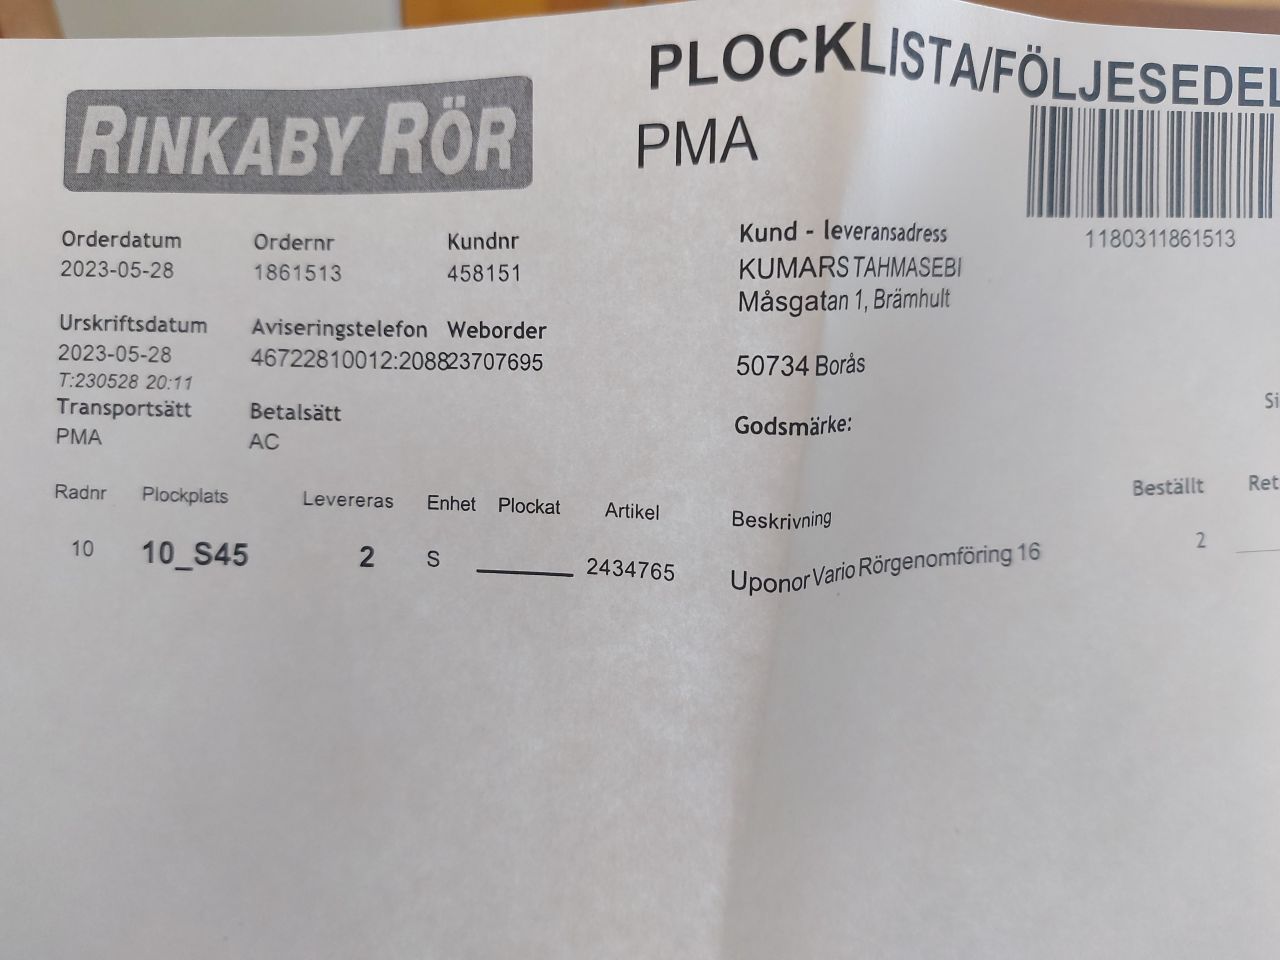 PLOCKLISTA/FÖLJESEDEL
RINKABY RÖR
PMA
1180311861513
Orderdatum Ordernr Kundnr
2023-05-28 1861513 458151
Kund - leveransadress
KUMARS TAHMASEBI
Måsgatan 1, Brämhult
50734 Borås
Urskriftsdatum Aviseringstelefon Weborder
2023-05-28 46722810012:208823707695
T:230528 20:11
Transportsätt Betalsätt
PMA AC
Godsmärke:
Radnr Plockplats Levereras Enhet Plockat Artikel Beskrivning Beställt
10 10_S45 2 S 2434765 Uponor Vario Rörgenomföring 16 2